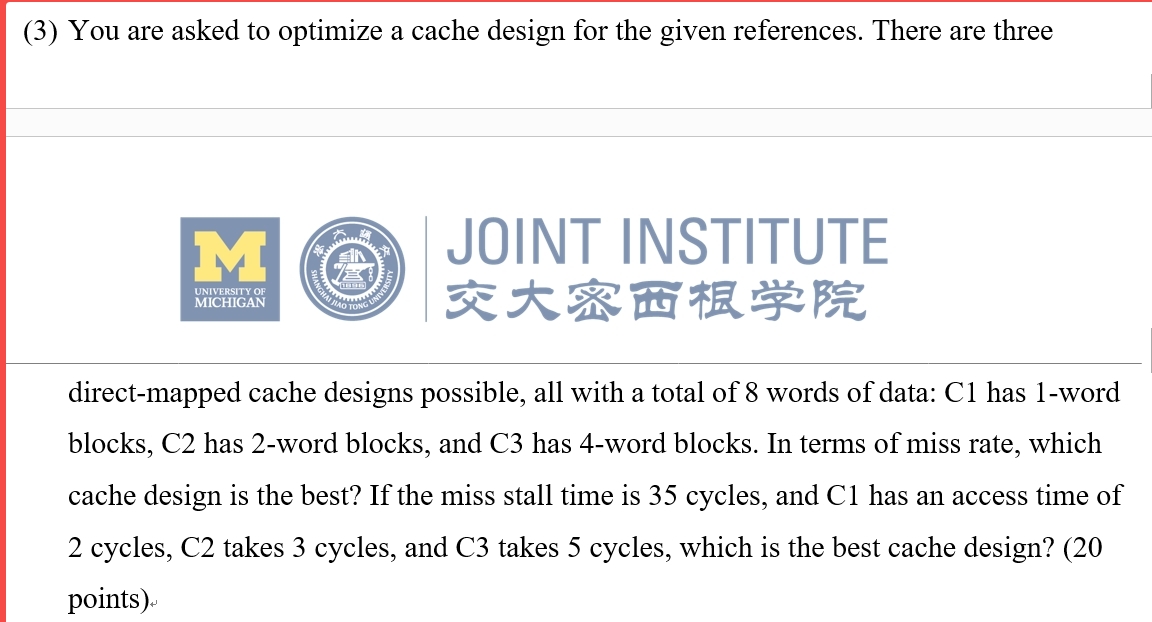 (3) You are asked to optimize a cache design for the given references. There are three
JOINT INSTITUTE
交大密西根学院
UNIVERSITY OF
MICHIGAN
SHANGHAI JIAO TONG UNIVERSITY
1896
direct-mapped cache designs possible, all with a total of 8 words of data: C1 has 1-word
blocks, C2 has 2-word blocks, and C3 has 4-word blocks. In terms of miss rate, which
cache design is the best? If the miss stall time is 35 cycles, and C1 has an access time of
2 cycles, C2 takes 3 cycles, and C3 takes 5 cycles, which is the best cache design? (20
points)